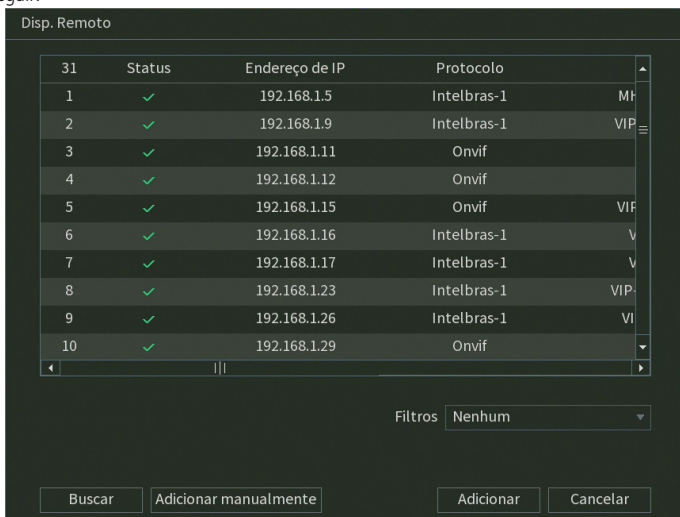 Disp. Remoto
31 Status Endereço de IP Protocolo
1 192.168.1.5 Intelbras-1
2 192.168.1.9 Intelbras-1 VIP
3 192.168.1.11 Onvif
4 192.168.1.12 Onvif
5 192.168.1.15 Onvif VIP
6 192.168.1.16 Intelbras-1 V
7 192.168.1.17 Intelbras-1 V
8 192.168.1.23 Intelbras-1 VIP-
9 192.168.1.26 Intelbras-1 VI
10 192.168.1.29 Onvif
Filtros Nenhum
Buscar Adicionar manualmente Adicionar Cancelar